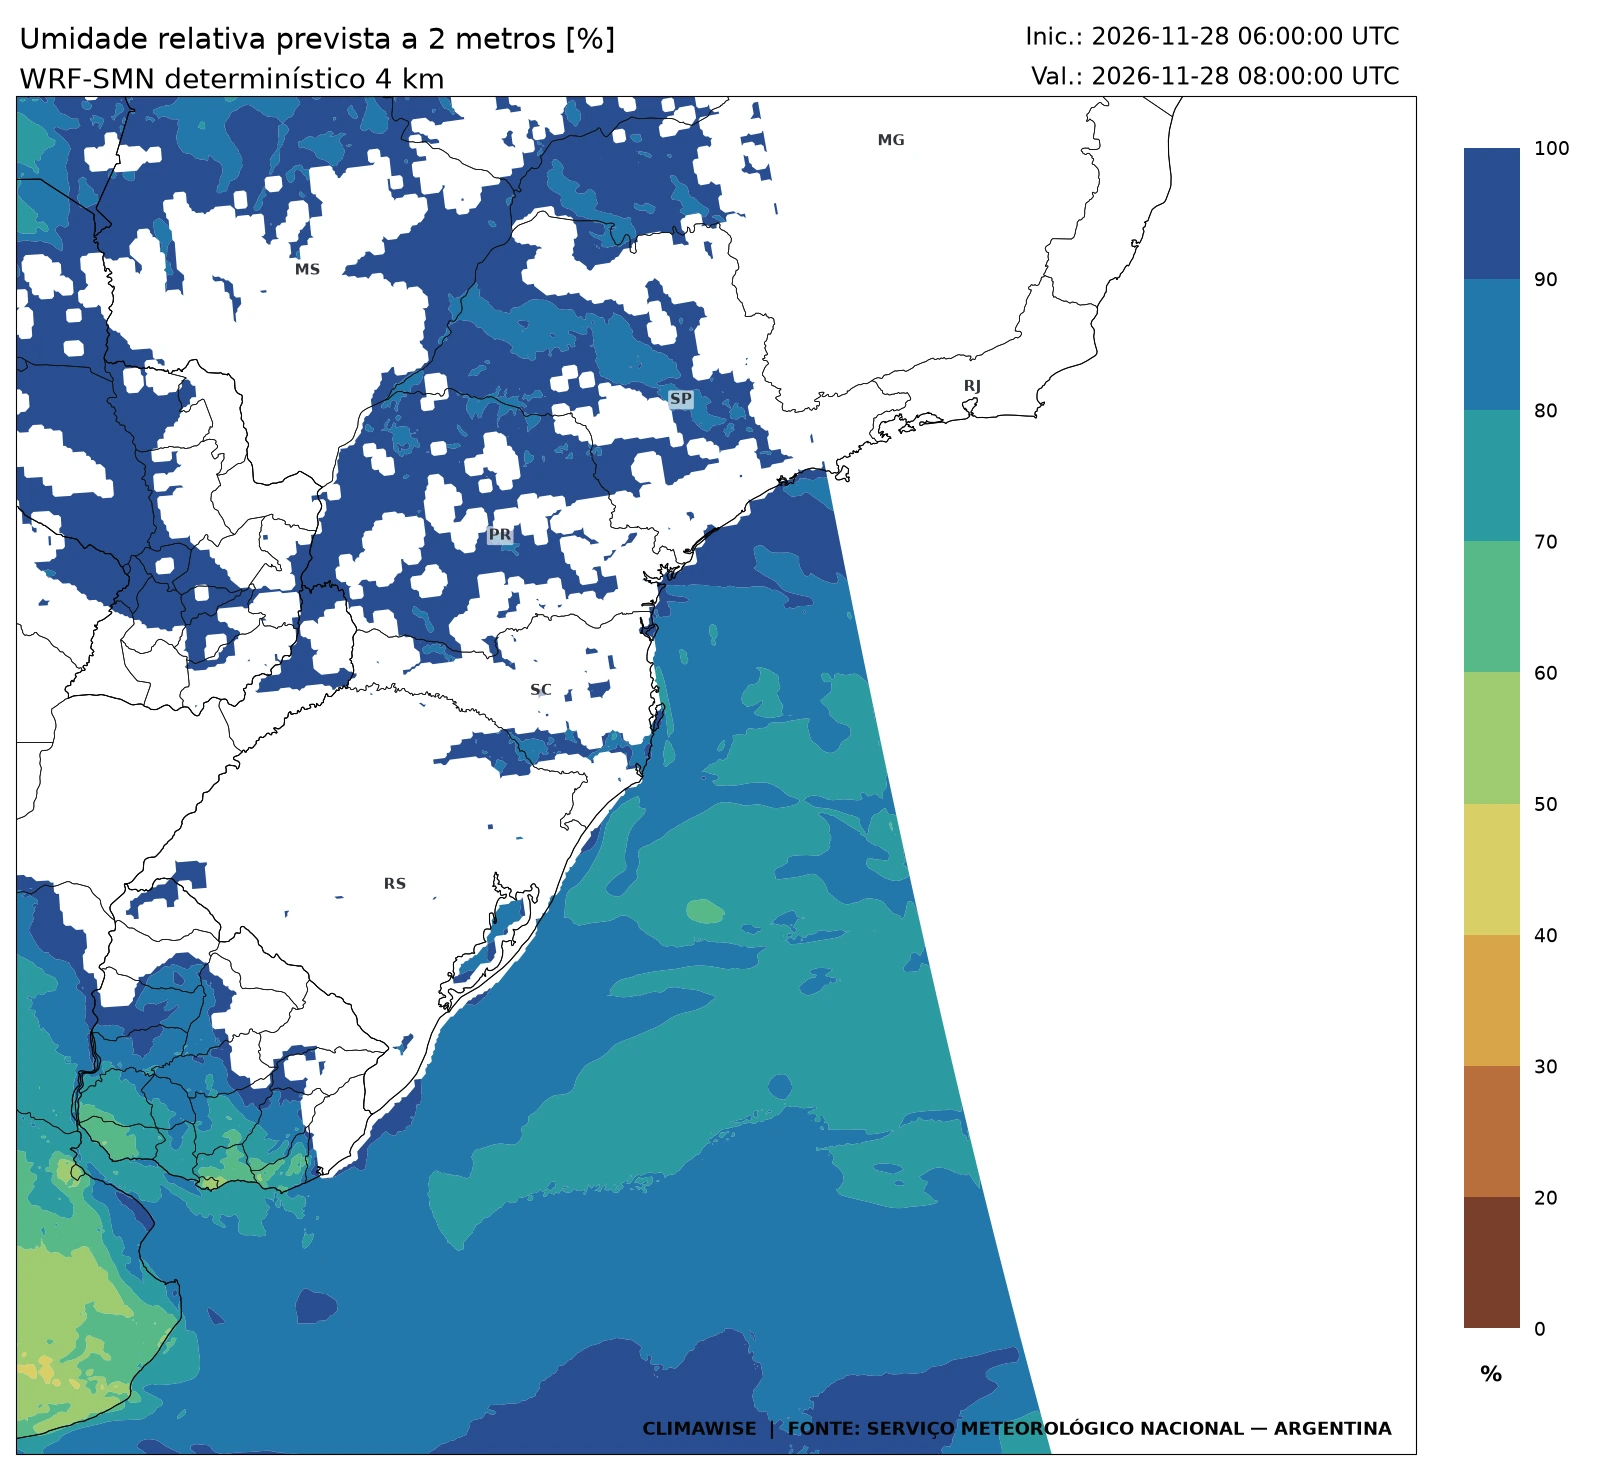 Umidade relativa prevista a 2 metros [%]
WRF-SMN determinístico 4 km
Inic.: 2026-11-28 06:00:00 UTC
Val.: 2026-11-28 08:00:00 UTC
MG
MS
RJ
SP
PR
SC
RS
100
90
80
70
60
50
40
30
20
0
%
CLIMAWISE | FONTE: SERVIÇO METEOROLÓGICO NACIONAL — ARGENTINA